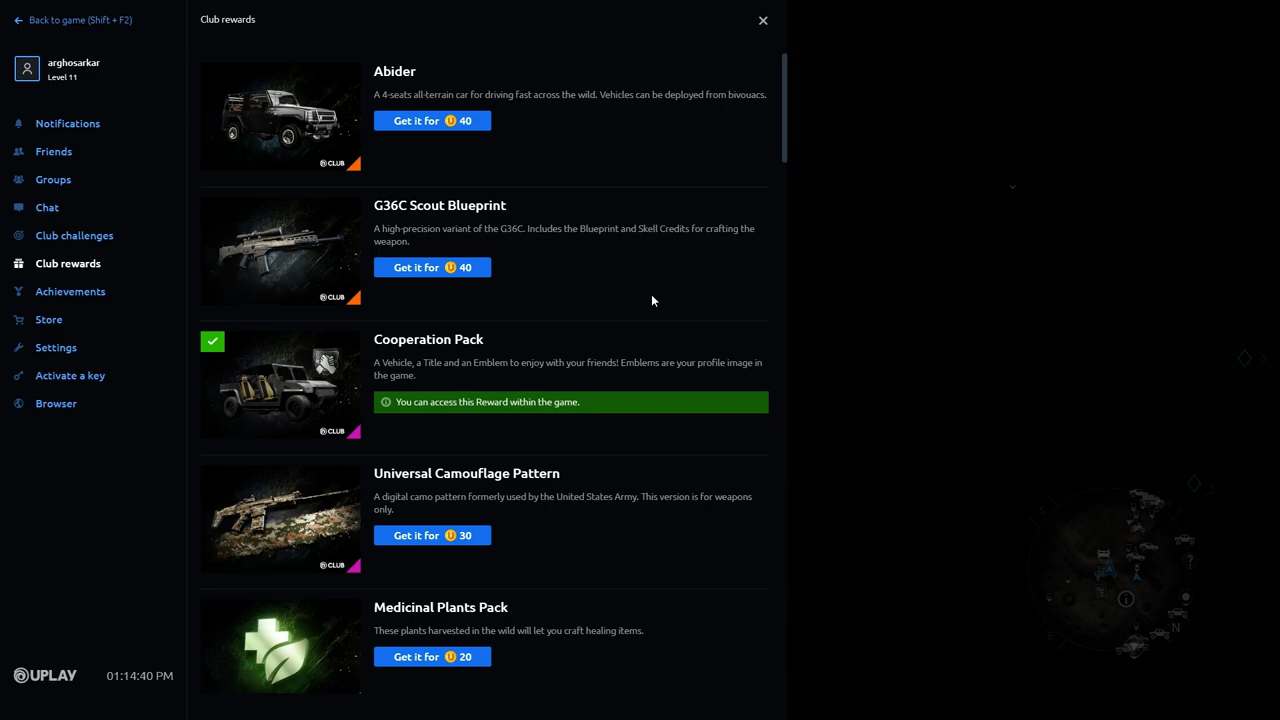 Back to game (Shift + F2)
arghosarkar
Level 11
Notifications
Friends
Groups
Chat
Club challenges
Club rewards
Achievements
Store
Settings
Activate a key
Browser
UPLAY
01:14:40 PM
Club rewards
Abider
A 4-seats all-terrain car for driving fast across the wild. Vehicles can be deployed from bivouacs.
Get it for U 40
CLUB
G36C Scout Blueprint
A high-precision variant of the G36C. Includes the Blueprint and Skell Credits for crafting the
weapon.
Get it for U 40
CLUB
Cooperation Pack
A Vehicle, a Title and an Emblem to enjoy with your friends! Emblems are your profile image in
the game.
You can access this Reward within the game.
CLUB
Universal Camouflage Pattern
A digital camo pattern formerly used by the United States Army. This version is for weapons
only.
Get it for U 30
CLUB
Medicinal Plants Pack
These plants harvested in the wild will let you craft healing items.
Get it for U 20
S
E
N
?